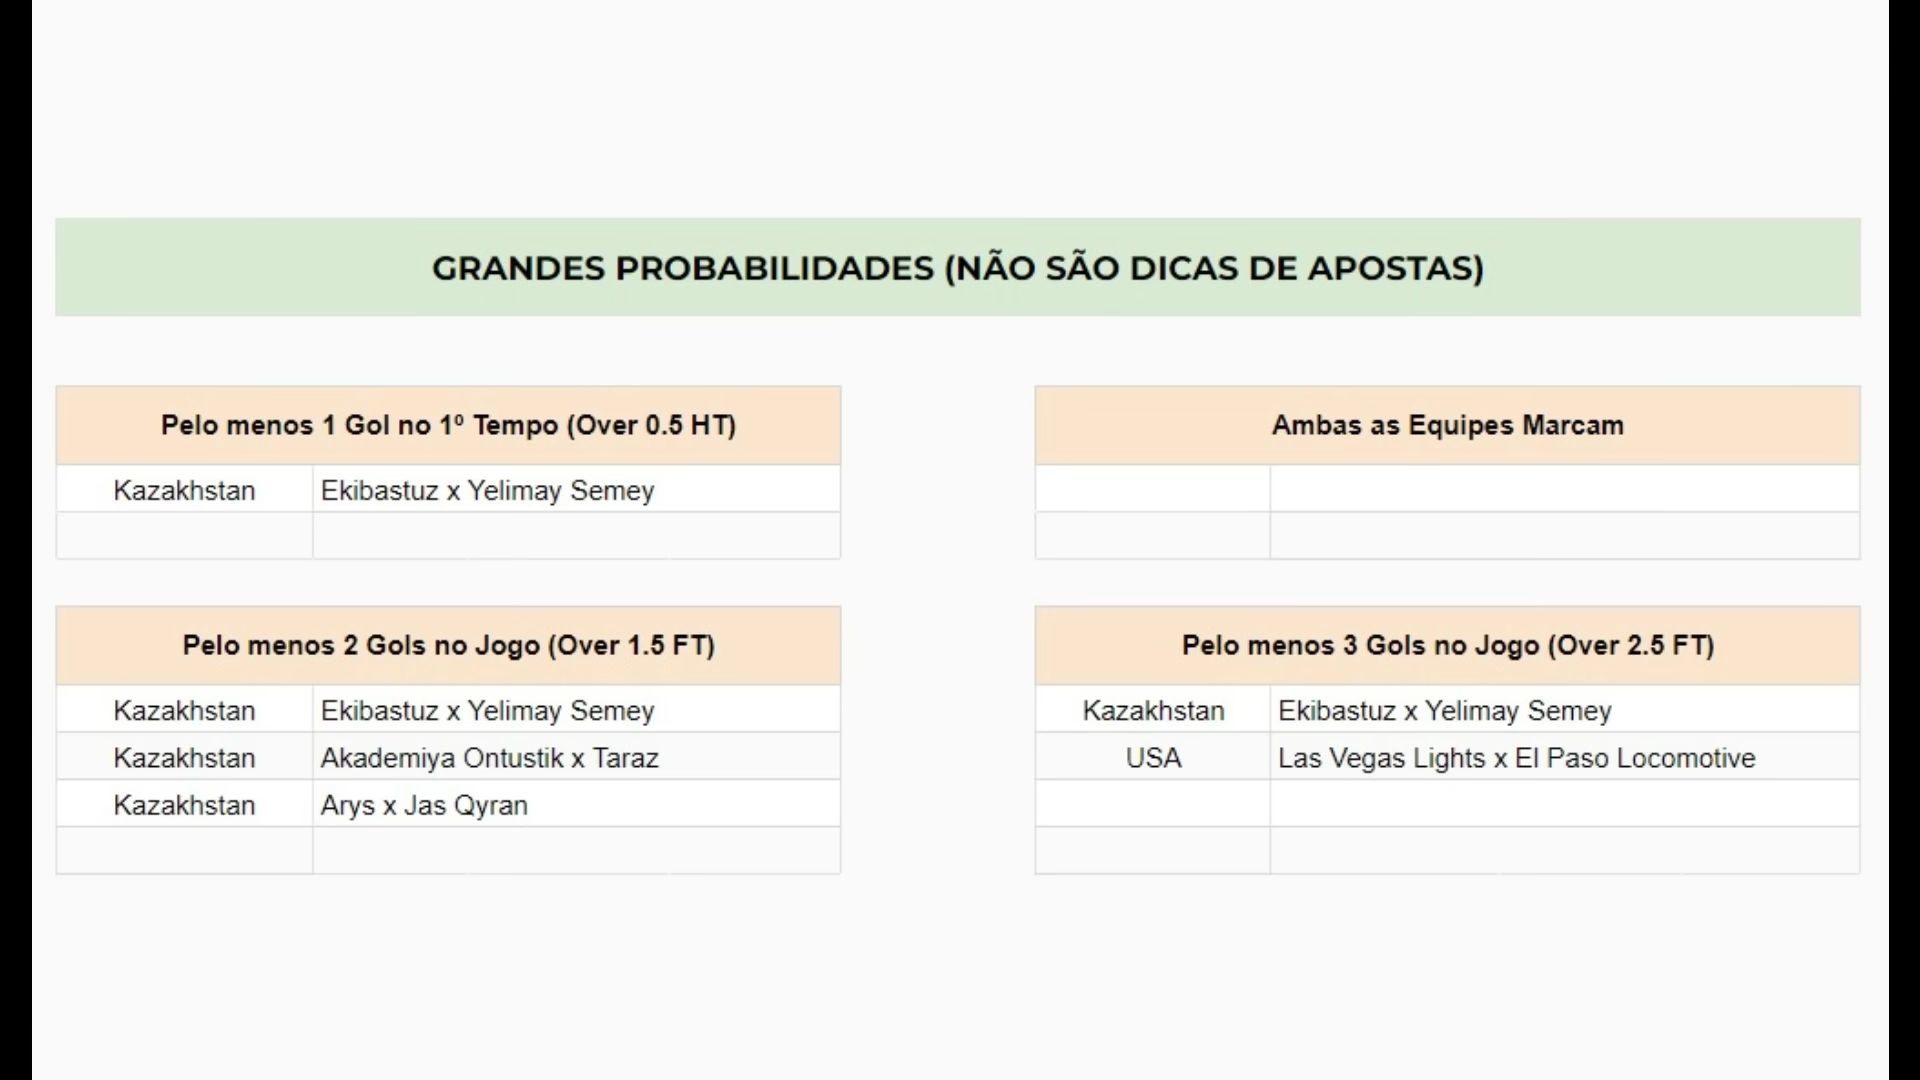 GRANDES PROBABILIDADES (NÃO SÃO DICAS DE APOSTAS)
Pelo menos 1 Gol no 1º Tempo (Over 0.5 HT)
Kazakhstan Ekibastuz x Yelimay Semey
Ambas as Equipes Marcam
Pelo menos 2 Gols no Jogo (Over 1.5 FT)
Kazakhstan Ekibastuz x Yelimay Semey
Kazakhstan Akademiya Ontustik x Taraz
Kazakhstan Arys x Jas Qyran
Pelo menos 3 Gols no Jogo (Over 2.5 FT)
Kazakhstan Ekibastuz x Yelimay Semey
USA Las Vegas Lights x El Paso Locomotive